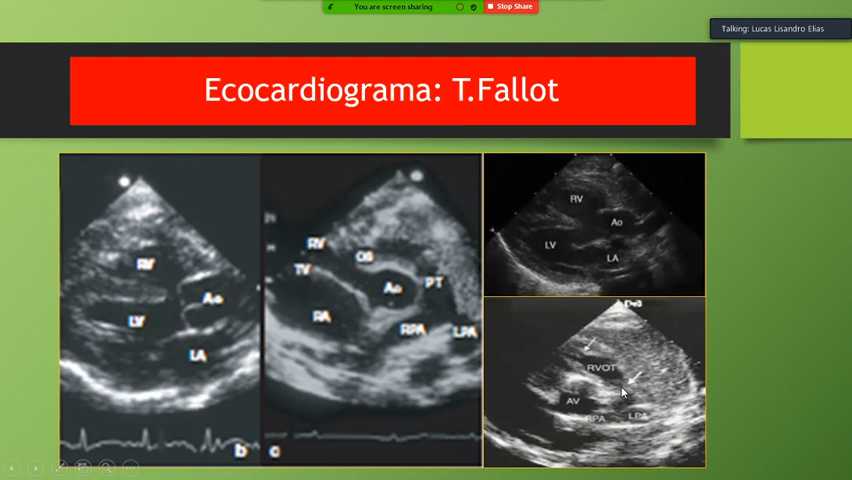 You are screen sharing
Stop Share
Talking: Lucas Lisandro Elias
Ecocardiograma: T.Fallot
RV
LV
Ao
LA
b
RV
TV
OS
Ao
PT
RA
RPA
LPA
RV
Ao
LV
LA
RVOT
AV
RPA
LPA